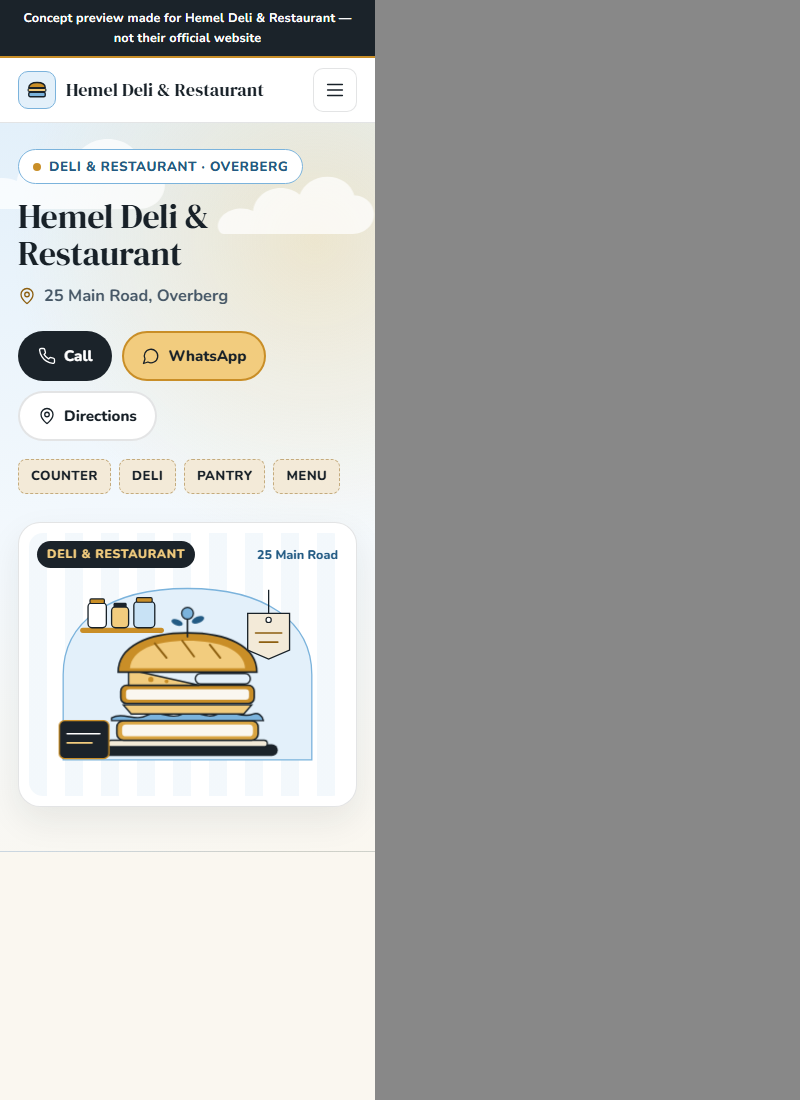 Concept preview made for Hemel Deli & Restaurant —
not their official website
Hemel Deli & Restaurant
DELI & RESTAURANT · OVERBERG
Hemel Deli &
Restaurant
25 Main Road, Overberg
Call
WhatsApp
Directions
COUNTER
DELI
PANTRY
MENU
DELI & RESTAURANT
25 Main Road